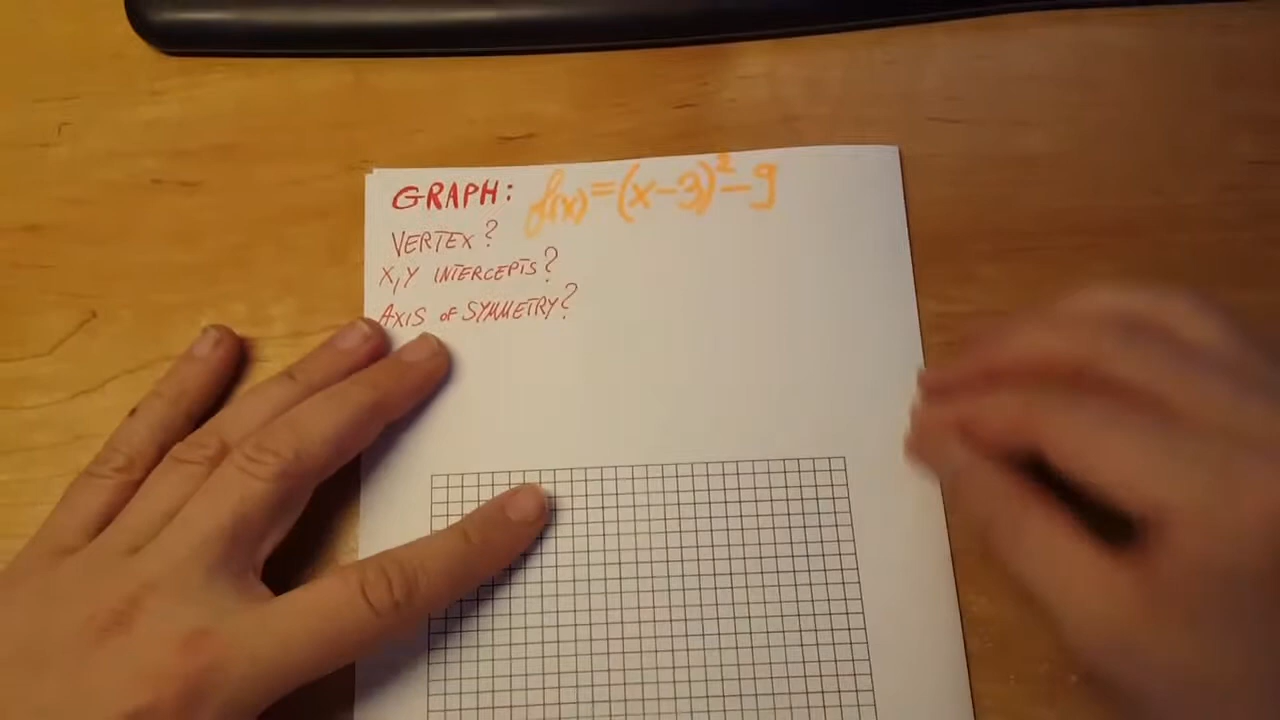 GRAPH: f(x)=(x-3)²-9
VERTEX?
X,Y INTERCEPTS?
AXIS OF SYMMETRY?